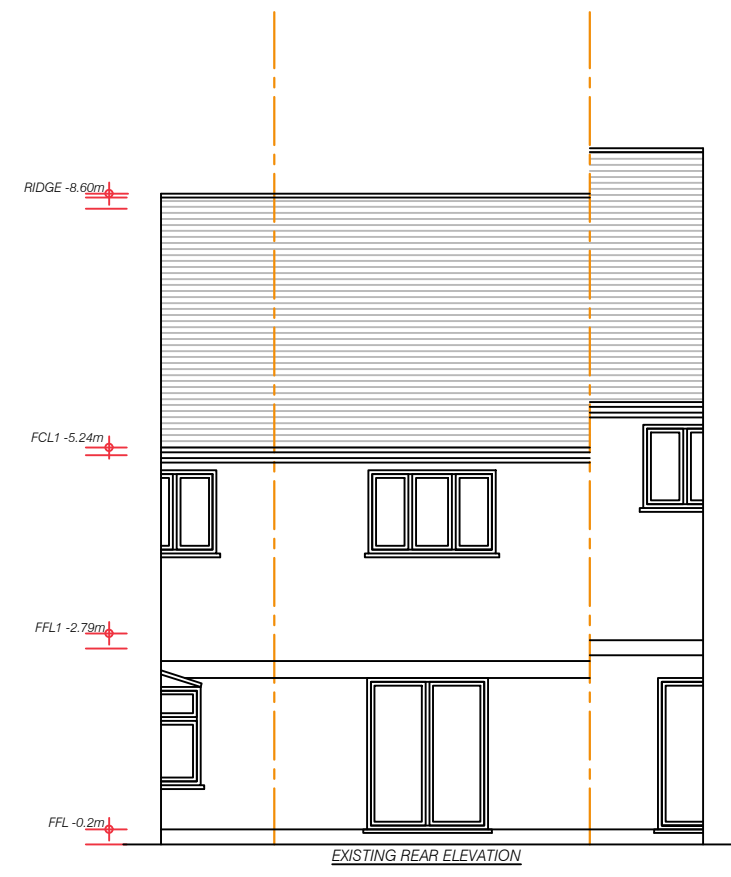 RIDGE -8.60m
FCL1 -5.24m
FFL1 -2.79m
FFL -0.2m
EXISTING REAR ELEVATION